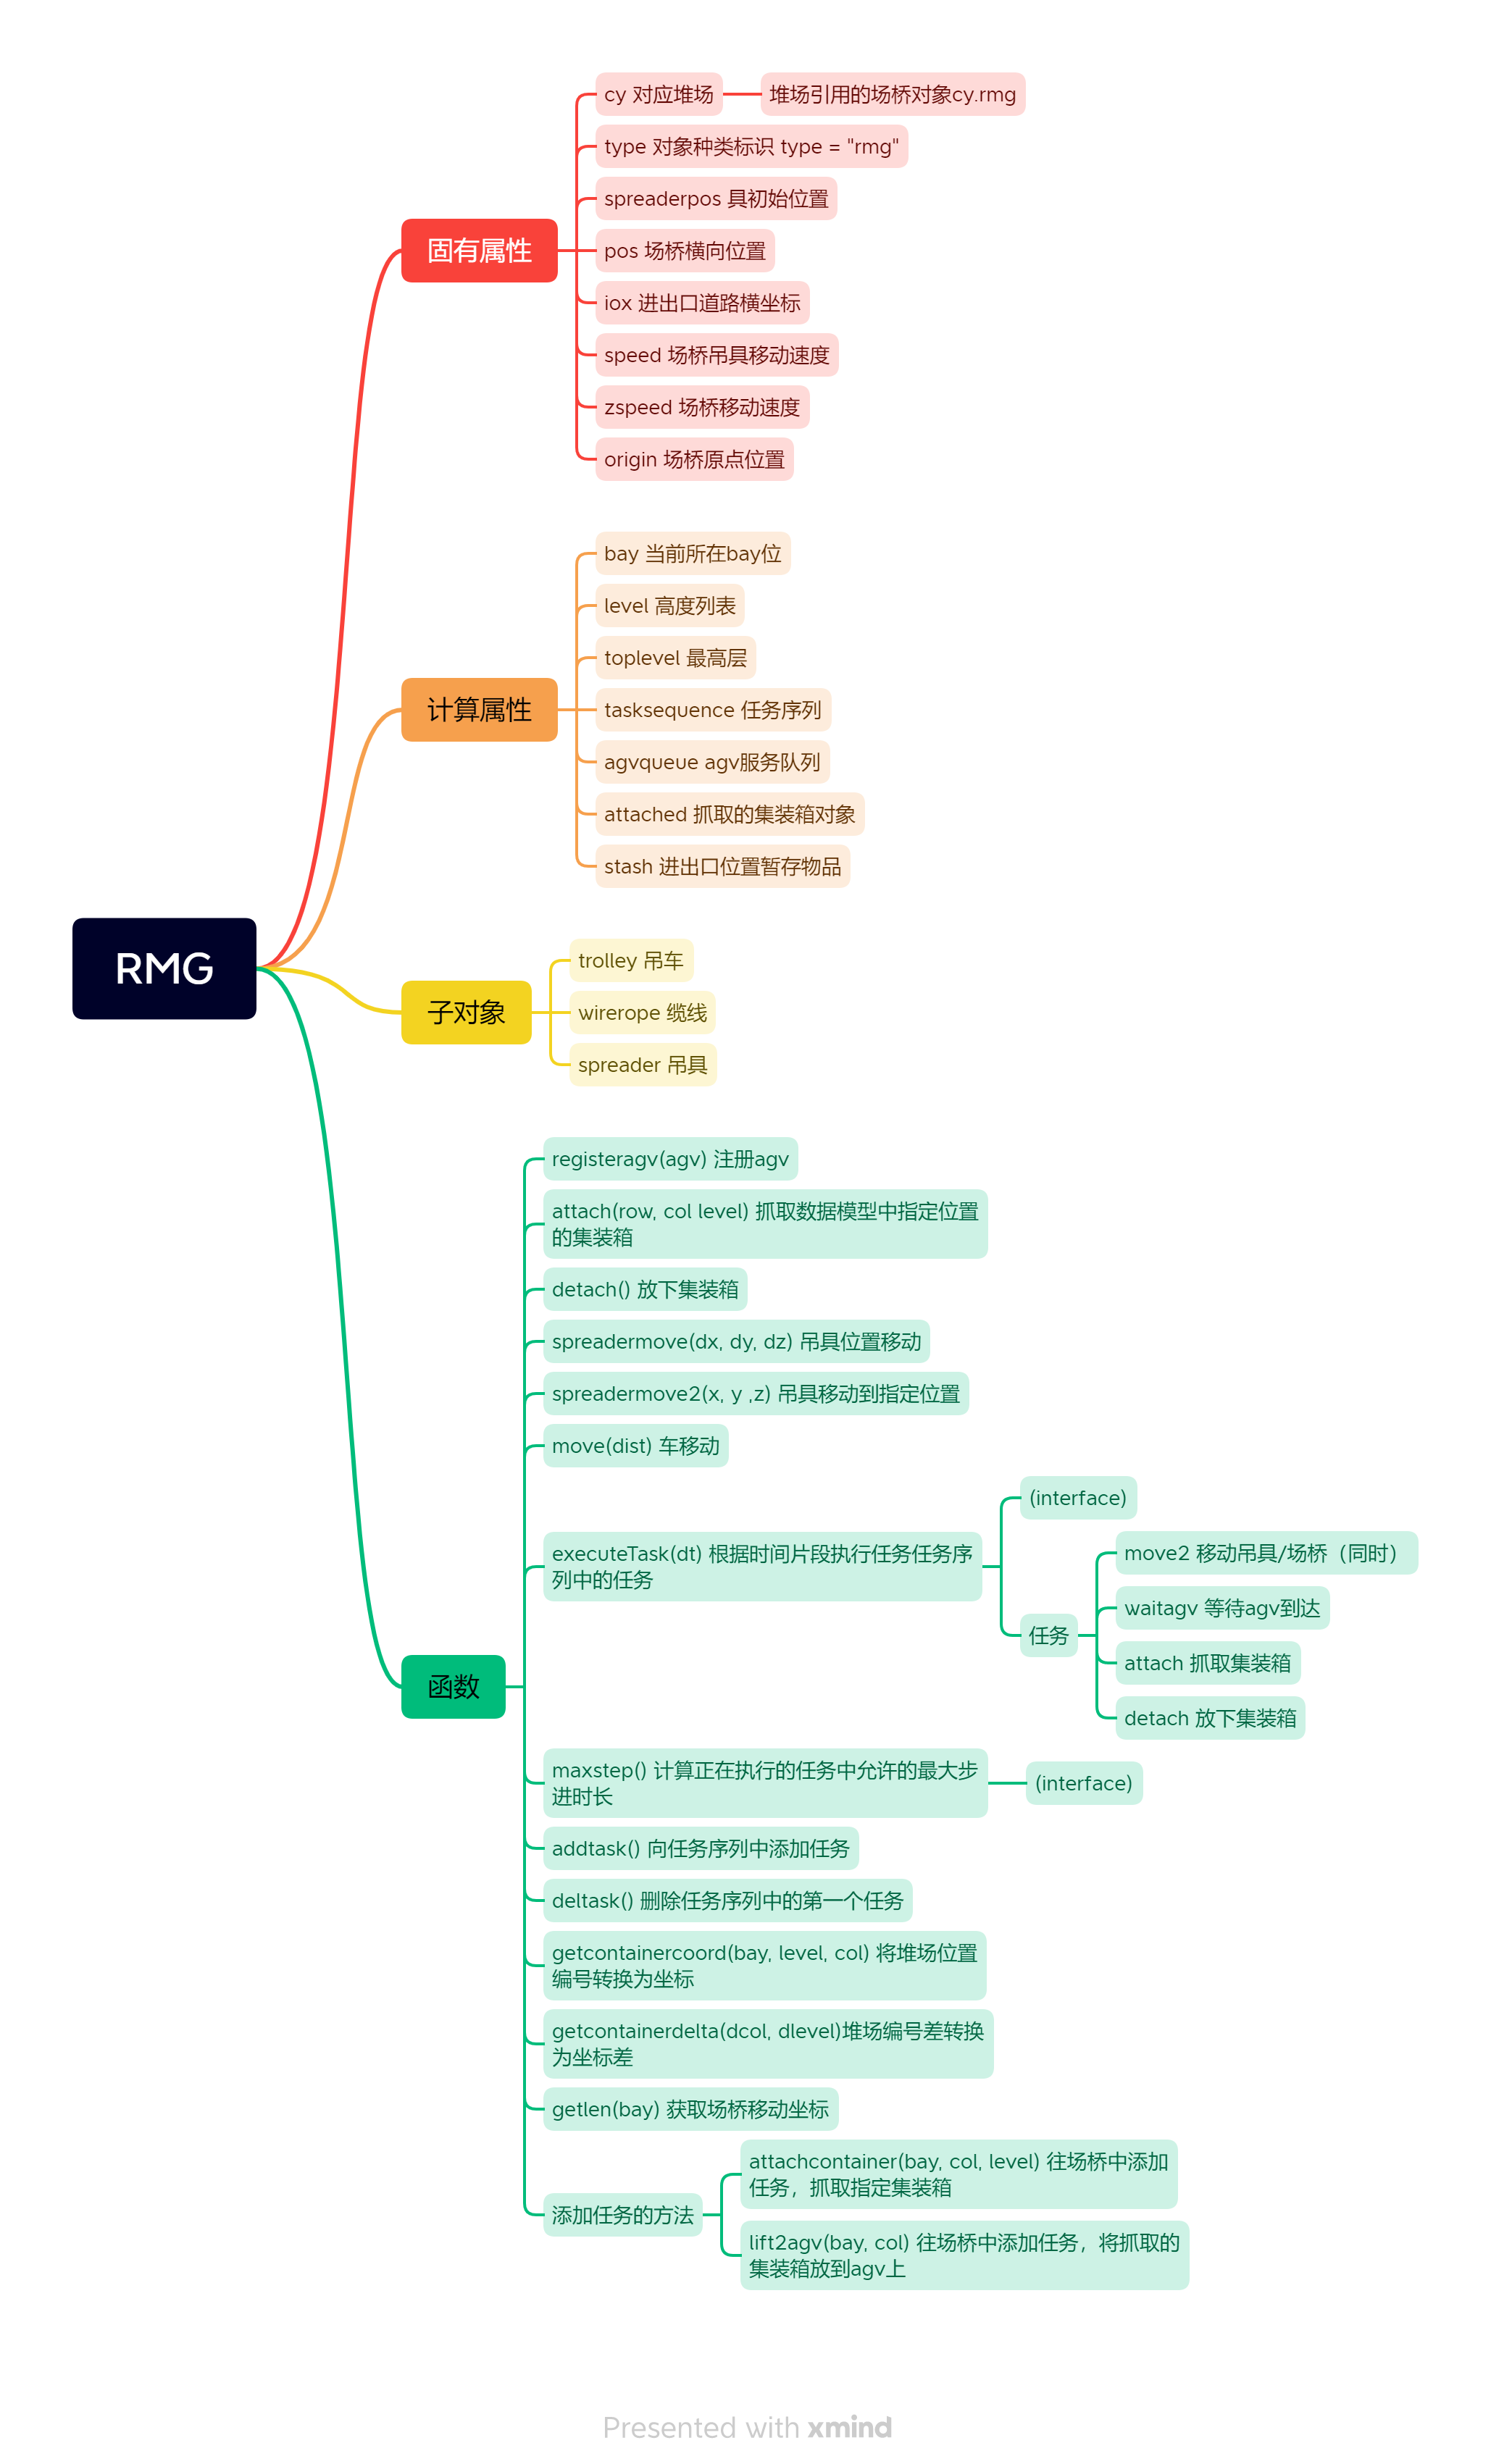 RMG
固有属性
cy 对应堆场
堆场引用的场桥对象cy.rmg
type 对象种类标识 type = "rmg"
spreaderpos 具初始位置
pos 场桥横向位置
iox 进出口道路横坐标
speed 场桥吊具移动速度
zspeed 场桥移动速度
origin 场桥原点位置
计算属性
bay 当前所在bay位
level 高度列表
toplevel 最高层
tasksequence 任务序列
agvqueue agv服务队列
attached 抓取的集装箱对象
stash 进出口位置暂存物品
子对象
trolley 吊车
wirerope 缆线
spreader 吊具
函数
registeragv(agv) 注册agv
attach(row, col level) 抓取数据模型中指定位置
的集装箱
detach() 放下集装箱
spreadermove(dx, dy, dz) 吊具位置移动
spreadermove2(x, y ,z) 吊具移动到指定位置
move(dist) 车移动
executeTask(dt) 根据时间片段执行任务任务序
列中的任务
(interface)
任务
move2 移动吊具/场桥（同时）
waitagv 等待agv到达
attach 抓取集装箱
detach 放下集装箱
maxstep() 计算正在执行的任务中允许的最大步
进时长
(interface)
addtask() 向任务序列中添加任务
deltask() 删除任务序列中的第一个任务
getcontainercoord(bay, level, col) 将堆场位置
编号转换为坐标
getcontainerdelta(dcol, dlevel)堆场编号差转换
为坐标差
getlen(bay) 获取场桥移动坐标
添加任务的方法
attachcontainer(bay, col, level) 往场桥中添加
任务，抓取指定集装箱
lift2agv(bay, col) 往场桥中添加任务，将抓取的
集装箱放到agv上
Presented with xmind